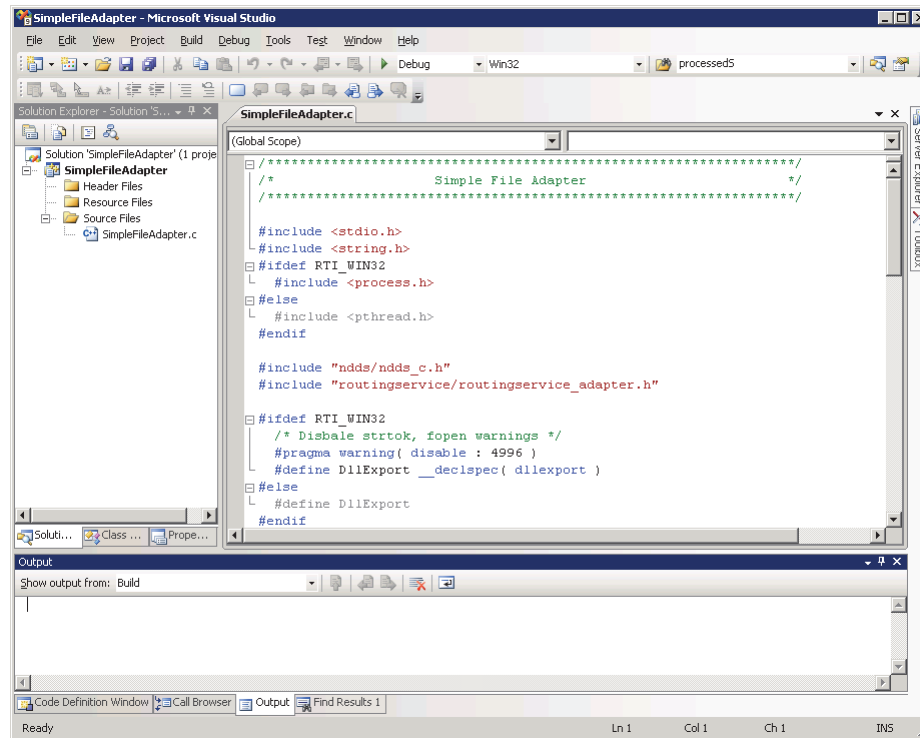 SimpleFileAdapter - Microsoft Visual Studio
File Edit View Project Build Debug Tools Test Window Help
Debug Win32 processedS
Solution Explorer - Solution 'S...
SimpleFileAdapter.c
(Global Scope)
Solution 'SimpleFileAdapter' (1 proje
SimpleFileAdapter
Header Files
Resource Files
Source Files
SimpleFileAdapter.c
/******************************************************************/
/* Simple File Adapter */
/******************************************************************/
#include <stdio.h>
#include <string.h>
#ifdef RTI_WIN32
#include <process.h>
#else
#include <pthread.h>
#endif
#include "ndds/ndds_c.h"
#include "routingservice/routingservice_adapter.h"
#ifdef RTI_WIN32
/* Disbale strtok, fopen warnings */
#pragma warning( disable : 4996 )
#define DllExport __declspec( dllexport )
#else
#define DllExport
#endif
Server Explorer
Toolbox
Soluti... Class ... Prope...
Output
Show output from: Build
Code Definition Window Call Browser Output Find Results 1
Ready Ln 1 Col 1 Ch 1 INS